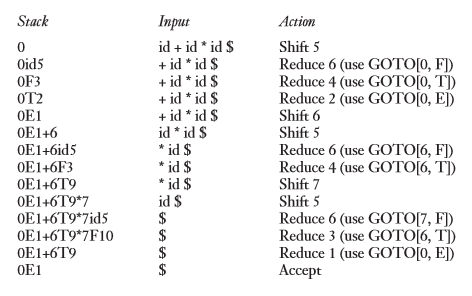 Stack Input Action
0 id + id * id $ Shift 5
0id5 + id * id $ Reduce 6 (use GOTO[0, F])
0F3 + id * id $ Reduce 4 (use GOTO[0, T])
0T2 + id * id $ Reduce 2 (use GOTO[0, E])
0E1 + id * id $ Shift 6
0E1+6 id * id $ Shift 5
0E1+6id5 * id $ Reduce 6 (use GOTO[6, F])
0E1+6F3 * id $ Reduce 4 (use GOTO[6, T])
0E1+6T9 * id $ Shift 7
0E1+6T9*7 id $ Shift 5
0E1+6T9*7id5 $ Reduce 6 (use GOTO[7, F])
0E1+6T9*7F10 $ Reduce 3 (use GOTO[6, T])
0E1+6T9 $ Reduce 1 (use GOTO[0, E])
0E1 $ Accept